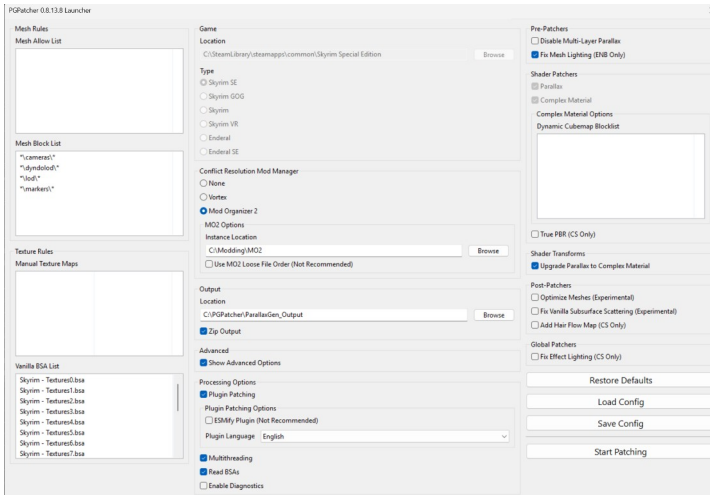 PGPatcher 0.8.13.8 Launcher
Mesh Rules
Mesh Allow List
Mesh Block List
*\cameras\*
*\dyndolod\*
*\lod\*
*\markers\*
Texture Rules
Manual Texture Maps
Vanilla BSA List
Skyrim - Textures0.bsa
Skyrim - Textures1.bsa
Skyrim - Textures2.bsa
Skyrim - Textures3.bsa
Skyrim - Textures4.bsa
Skyrim - Textures5.bsa
Skyrim - Textures6.bsa
Skyrim - Textures7.bsa
Game
Location
C:\SteamLibrary\steamapps\common\Skyrim Special Edition
Browse
Type
Skyrim SE
Skyrim GOG
Skyrim
Skyrim VR
Enderal
Enderal SE
Conflict Resolution Mod Manager
None
Vortex
Mod Organizer 2
MO2 Options
Instance Location
C:\Modding\MO2
Browse
Use MO2 Loose File Order (Not Recommended)
Output
Location
C:\PGPatcher\ParallaxGen_Output
Browse
Zip Output
Advanced
Show Advanced Options
Processing Options
Plugin Patching
Plugin Patching Options
ESMify Plugin (Not Recommended)
Plugin Language English
Multithreading
Read BSAs
Enable Diagnostics
Pre-Patchers
Disable Multi-Layer Parallax
Fix Mesh Lighting (ENB Only)
Shader Patchers
Parallax
Complex Material
Complex Material Options
Dynamic Cubemap Blocklist
True PBR (CS Only)
Shader Transforms
Upgrade Parallax to Complex Material
Post-Patchers
Optimize Meshes (Experimental)
Fix Vanilla Subsurface Scattering (Experimental)
Add Hair Flow Map (CS Only)
Global Patchers
Fix Effect Lighting (CS Only)
Restore Defaults
Load Config
Save Config
Start Patching